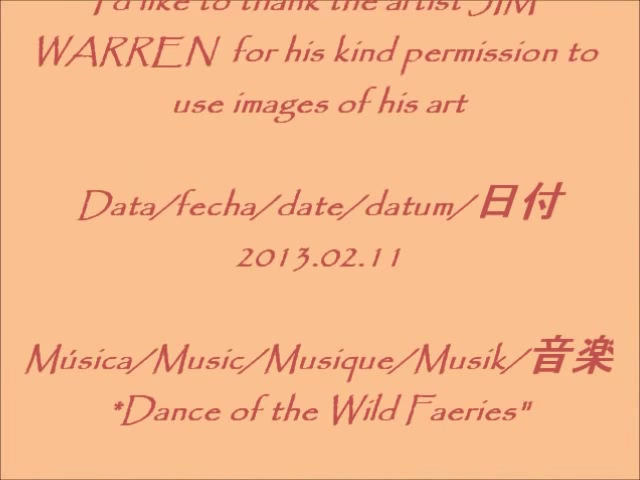 I'd like to thank the artist JIM
WARREN for his kind permission to
use images of his art
Data/fecha/date/datum/日付
2013.02.11
Música/Music/Musique/Musik/音楽
*Dance of the Wild Faeries"